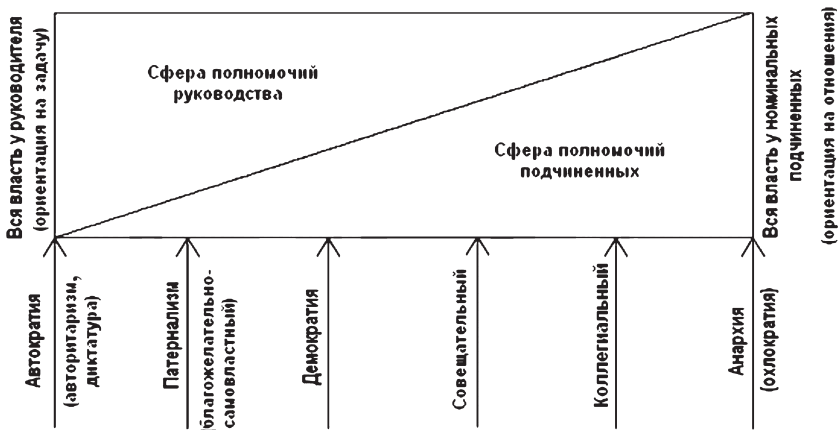 Вся власть у руководителя
(ориентация на задачу)
Сфера полномочий
руководства
Сфера полномочий
подчиненных
Вся власть у номинальных
подчиненных
(ориентация на отношения)
Автократия
(авторитаризм,
диктатура)
Патернализм
(благожелательно-
самовластный)
Демократия
Совещательный
Коллегиальный
Анархия
(охлократия)